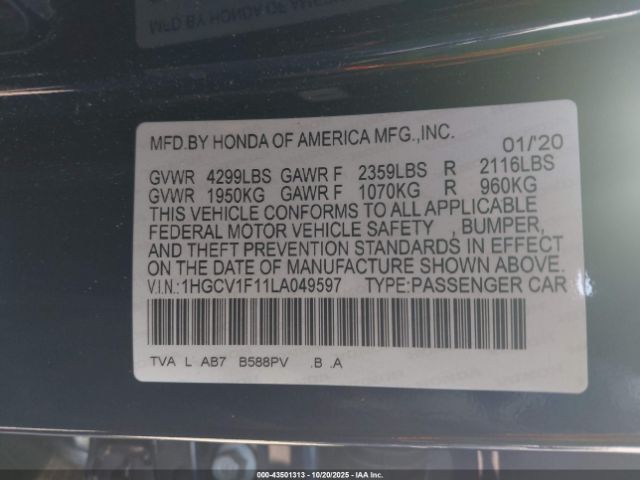 MFD.BY HONDA OF AMERICA MFG.,INC. 01/'20
GVWR 4299LBS GAWR F 2359LBS R 2116LBS
GVWR 1950KG GAWR F 1070KG R 960KG
THIS VEHICLE CONFORMS TO ALL APPLICABLE
FEDERAL MOTOR VEHICLE SAFETY , BUMPER,
AND THEFT PREVENTION STANDARDS IN EFFECT
ON THE DATE OF MANUFACTURE SHOWN ABOVE.
V.I.N.:1HGCV1F11LA049597 TYPE:PASSENGER CAR
TVA L AB7 B588PV .B .A
00-43501313 - 10/20/2025 - IAA Inc.